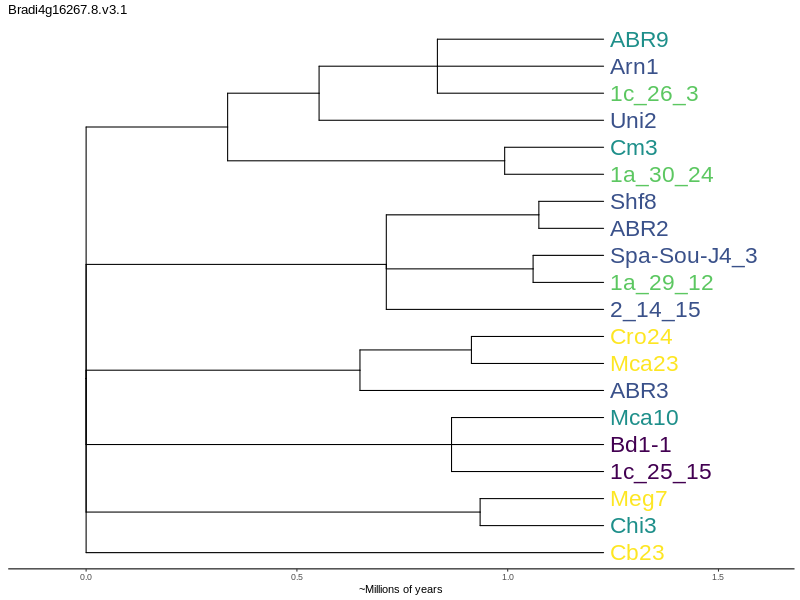 Bradi4g16267.8.v3.1
ABR9
Arn1
1c_26_3
Uni2
Cm3
1a_30_24
Shf8
ABR2
Spa-Sou-J4_3
1a_29_12
2_14_15
Cro24
Mca23
ABR3
Mca10
Bd1-1
1c_25_15
Meg7
Chi3
Cb23
0.0 0.5 1.0 1.5
~Millions of years